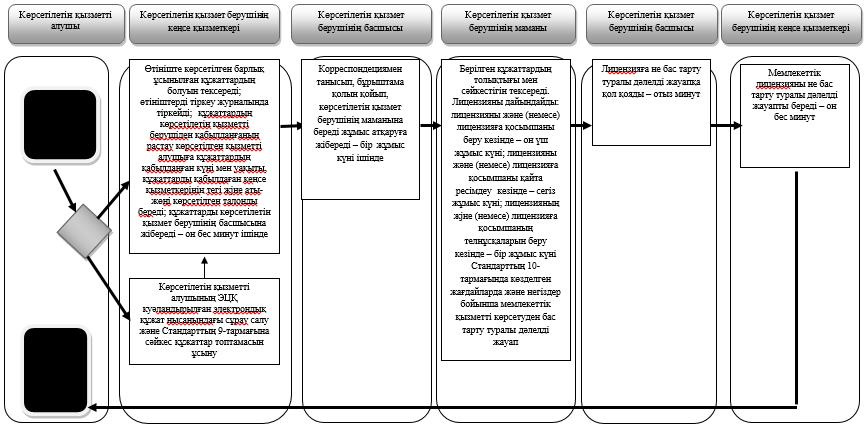 Көрсетілетін қызметті
алушы
Көрсетілетін қызмет берушінің
кеңсе қызметкері
Көрсетілетін қызмет
берушінің басшысы
Көрсетілетін қызмет
берушінің маманы
Көрсетілетін қызмет
берушінің басшысы
Көрсетілетін қызмет
берушінің кеңсе қызметкері
Өтініште көрсетілген барлық
ұсынылған құжаттардың
болуын тексереді;
өтініштерді тіркеу журналында
тіркейді; құжаттардың
көрсетілетін қызметті
берушіден қабылданғанын
растау көрсетілген қызметті
алушыға құжаттардың
қабылданған күні мен уақыты,
құжаттарды қабылдаған кеңсе
қызметкерінің тегі және аты-
жөні көрсетілген талонды
береді; құжаттарды көрсетілетін
қызмет берушінің басшысына
жібереді – он бес минут ішінде
Көрсетілетін қызметті
алушының ЭЦҚ
куәландырылған электрондық
құжат нысанындағы сұрау салу
және Стандарттың 9-тармағына
сәйкес құжаттар топтамасын
ұсыну
Корреспондециямен
танысып, бұрыштама
қолын қойып,
көрсетілетін қызмет
берушінің маманына
береді жұмыс атқаруға
жібереді – бір жұмыс
күні ішінде
Берілген құжаттардың
толықтығы мен
сәйкестігін тексереді.
Лицензияны дайындайды:
лицензияны және (немесе)
лицензияға қосымшаны
беру кезінде – он үш
жұмыс күні; лицензияны
және (немесе) лицензияға
қосымшаны қайта
ресімдеу кезінде – сегіз
жұмыс күні; лицензияның
жіне (немесе) лицензияға
қосымшаның
телнұсқаларын беру
кезінде – бір жұмыс күні
Стандарттың 10-
тармағында көзделген
жағдайларда және негіздер
бойынша мемлекеттік
қызметті көрсетуден бас
тарту туралы дәлелді
жауап
Лицензияға не бас тарту
туралы дәлелді жауапқа
қол қояды – отыз минут
Мемлекеттік
лицензияны не бас
тарту туралы дәлелді
жауапты береді – он
бес минут